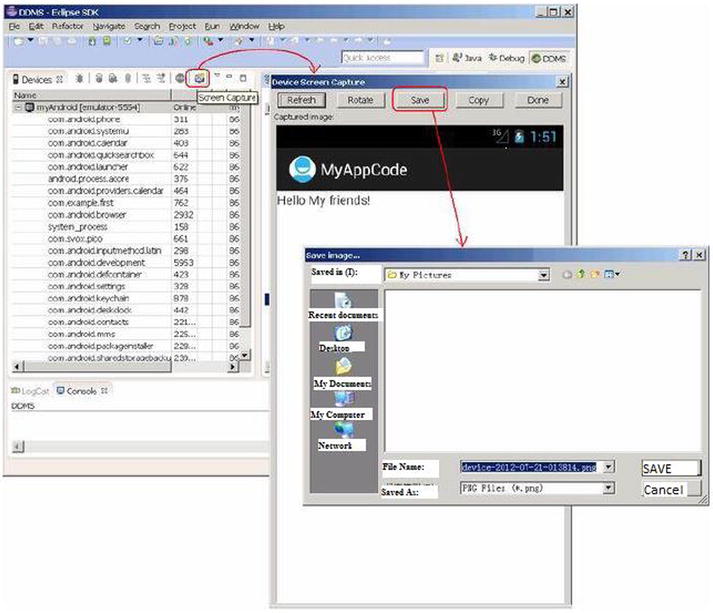 DDMS - Eclipse SDK
File Edit Refactor Navigate Search Project Run Window Help
Quick Access
Java Debug DDMS
Devices
Screen Capture
Name
myAndroid [emulator-5554] Online
com.android.phone 311 86
com.android.systemu 283 86
com.android.calendar 403 86
com.android.quicksearchbox 644 86
com.android.launcher 622 86
android.process.acore 376 86
com.android.providers.calendar 464 86
com.example.first 762 86
com.android.browser 2932 86
system_process 158 86
com.svox.pico 661 86
com.android.inputmethod.latin 298 86
com.android.development 5953 86
com.android.defcontainer 423 86
com.android.settings 328 86
com.android.keychain 878 86
com.android.deskclock 442 86
com.android.contacts 221... 86
com.android.mms 225... 86
com.android.packageinstaller 229... 86
com.android.sharedstoragebacku 239... 86
LogCat Console
DDMS
Device Screen Capture
Refresh Rotate Save Copy Done
Captured image:
3G 1:51
MyAppCode
Hello My friends!
Save image...
Saved in (I): My Pictures
Recent documents
Desktop
My Documents
My Computer
Network
File Name: device-2012-07-21-013814.png SAVE
Saved As: PNG Files (*.png) Cancel